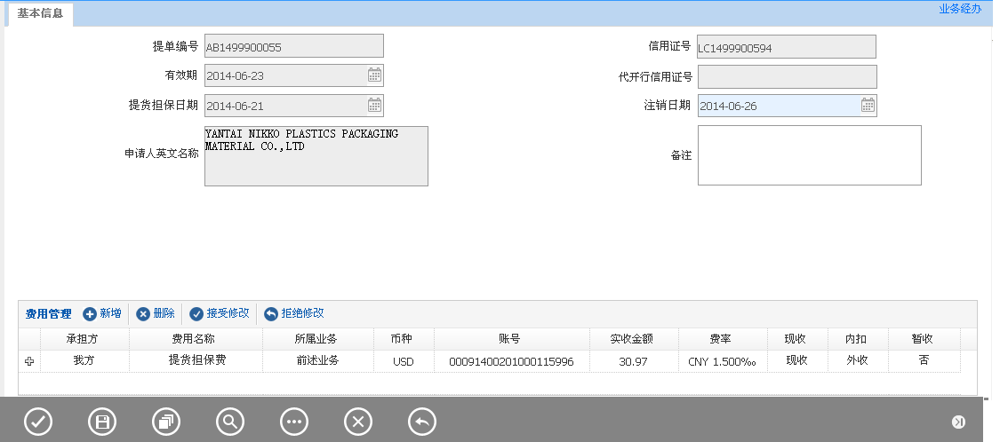 基本信息
业务经办
提单编号 AB1499900055 信用证号 LC1499900594
有效期 2014-06-23 代开行信用证号
提货担保日期 2014-06-21 注销日期 2014-06-26
申请人英文名称 YANTAI NIKKO PLASTICS PACKAGING
MATERIAL CO.,LTD
备注
费用管理 新增 删除 接受修改 拒绝修改
承担方 费用名称 所属业务 币种 账号 实收金额 费率 现收 内扣 暂收
我方 提货担保费 前述业务 USD 00091400201000115996 30.97 CNY 1.500‰ 现收 外收 否